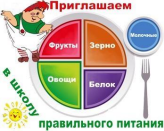 Приглашаем
Фрукты
Зерно
Молочные
Овощи
Белок
в школу
правильного питания